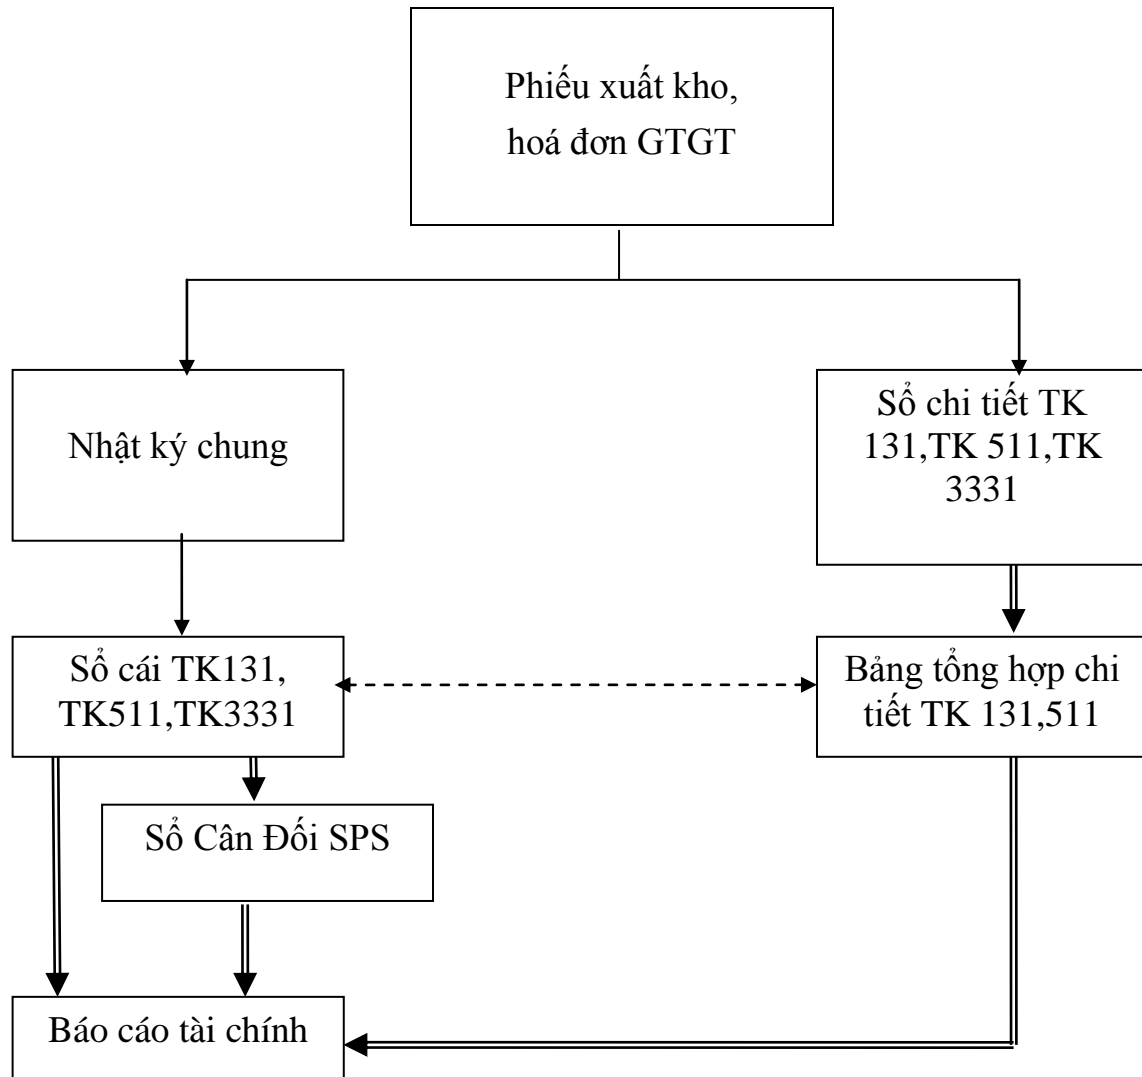 Phiếu xuất kho,
hoá đơn GTGT
Nhật ký chung
Sổ chi tiết TK
131,TK 511,TK
3331
Sổ cái TK131,
TK511,TK3331
Bảng tổng hợp chi
tiết TK 131,511
Sổ Cân Đối SPS
Báo cáo tài chính